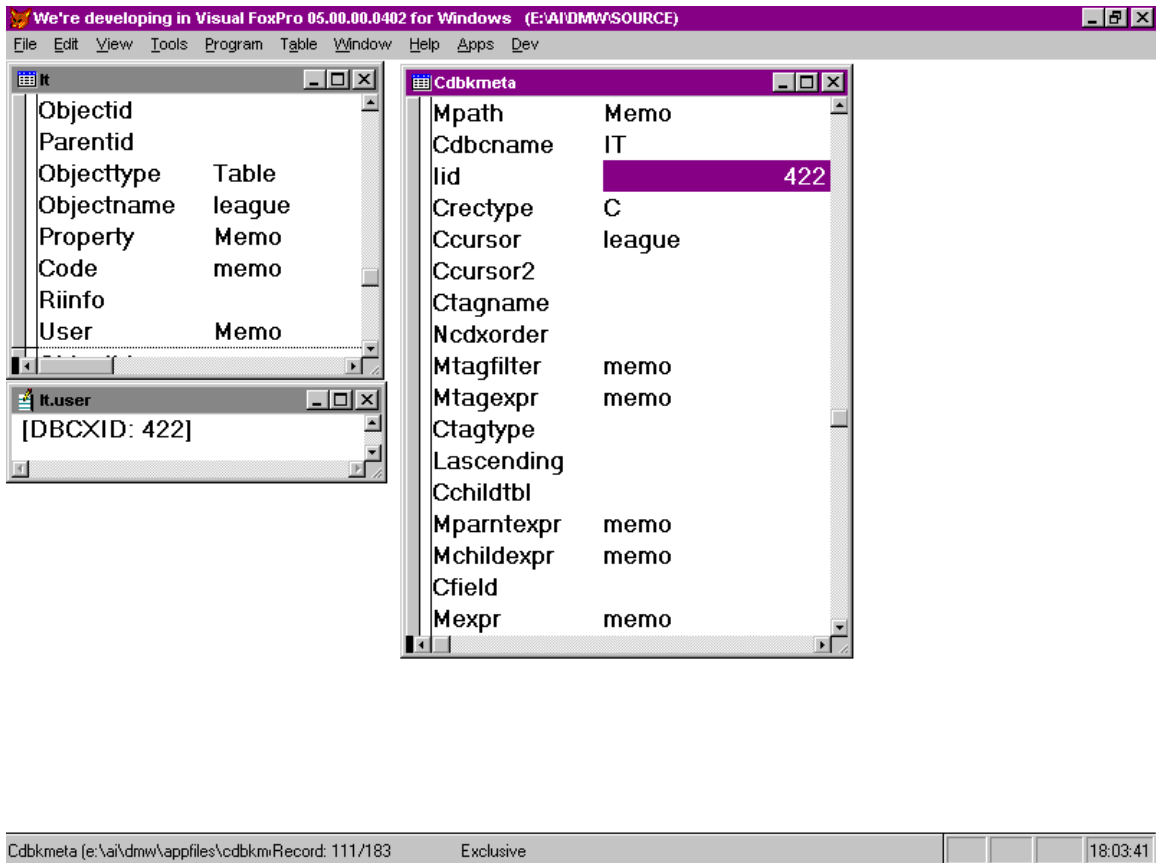 We're developing in Visual FoxPro 05.00.00.0402 for Windows (E:\AI\DMW\SOURCE)
File Edit View Tools Program Table Window Help Apps Dev
It
Objectid
Parentid
Objecttype Table
Objectname league
Property Memo
Code memo
Riinfo
User Memo
It.user
[DBCXID: 422]
Cdbkmeta
Mpath Memo
Cdbcname IT
Iid 422
Crectype C
Ccursor league
Ccursor2
Ctagname
Ncdxorder
Mtagfilter memo
Mtagexpr memo
Ctagtype
Lascending
Cchildtbl
Mparntexpr memo
Mchildexpr memo
Cfield
Mexpr memo
Cdbkmeta (e:\ai\dmw\appfiles\cdbkm Record: 111/183 Exclusive 18:03:41